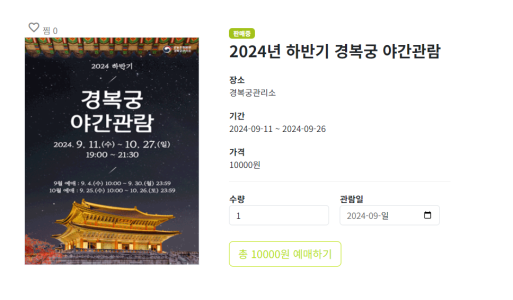 찜 0
2024 하반기
경복궁
야간관람
2024. 9. 11.(수) ~ 10. 27.(일)
19:00 ~ 21:30
9월 예매 : 9. 4.(수) 10:00 ~ 9. 30.(월) 23:59
10월 예매 : 9. 25.(수) 10:00 ~ 10. 26.(토) 23:59
판매중
2024년 하반기 경복궁 야간관람
장소
경복궁관리소
기간
2024-09-11 ~ 2024-09-26
가격
10000원
수량
관람일
1
2024-09-일
총 10000원 예매하기